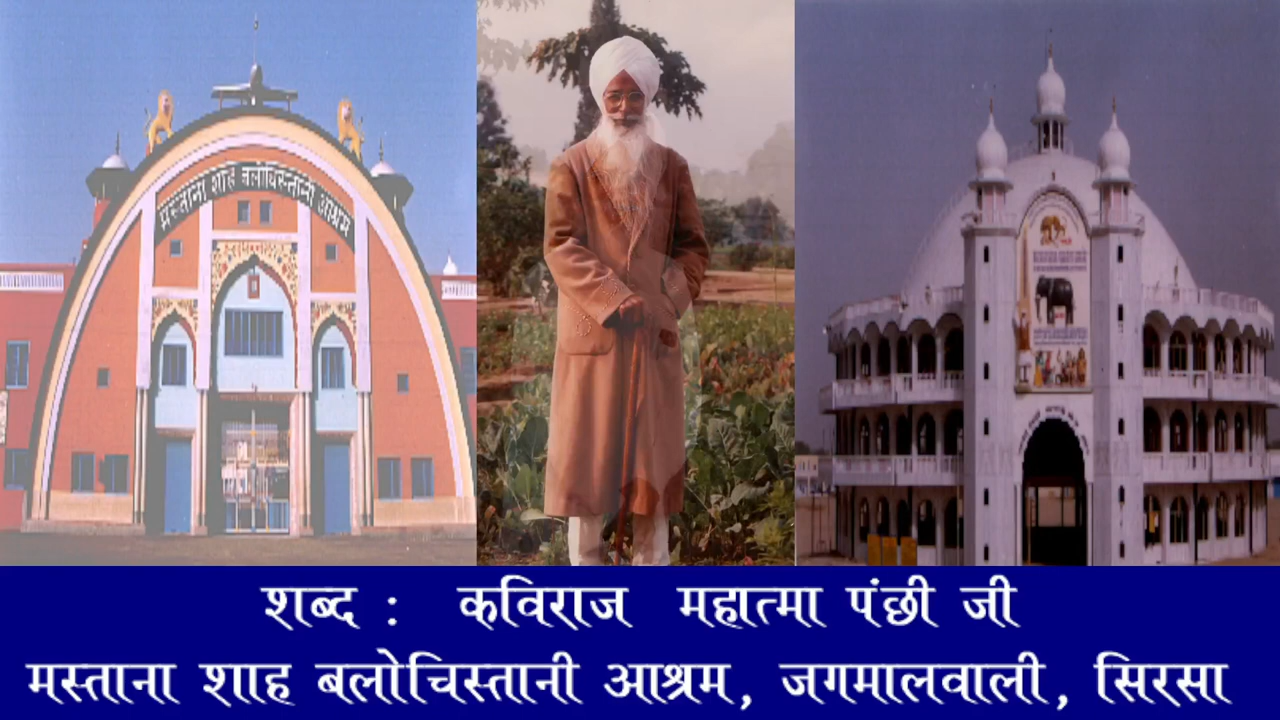 मस्ताना शाह बलोचिस्तानी आश्रम
शब्द : कविराज महात्मा पंछी जी
मस्ताना शाह बलोचिस्तानी आश्रम, जगमालवाली, सिरसा